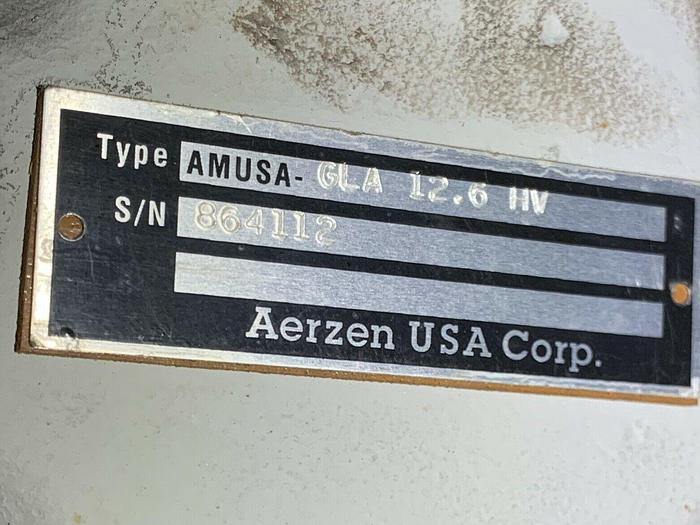 Type AMUSA- GLA 12.6 HV
S/N 864112
Aerzen USA Corp.